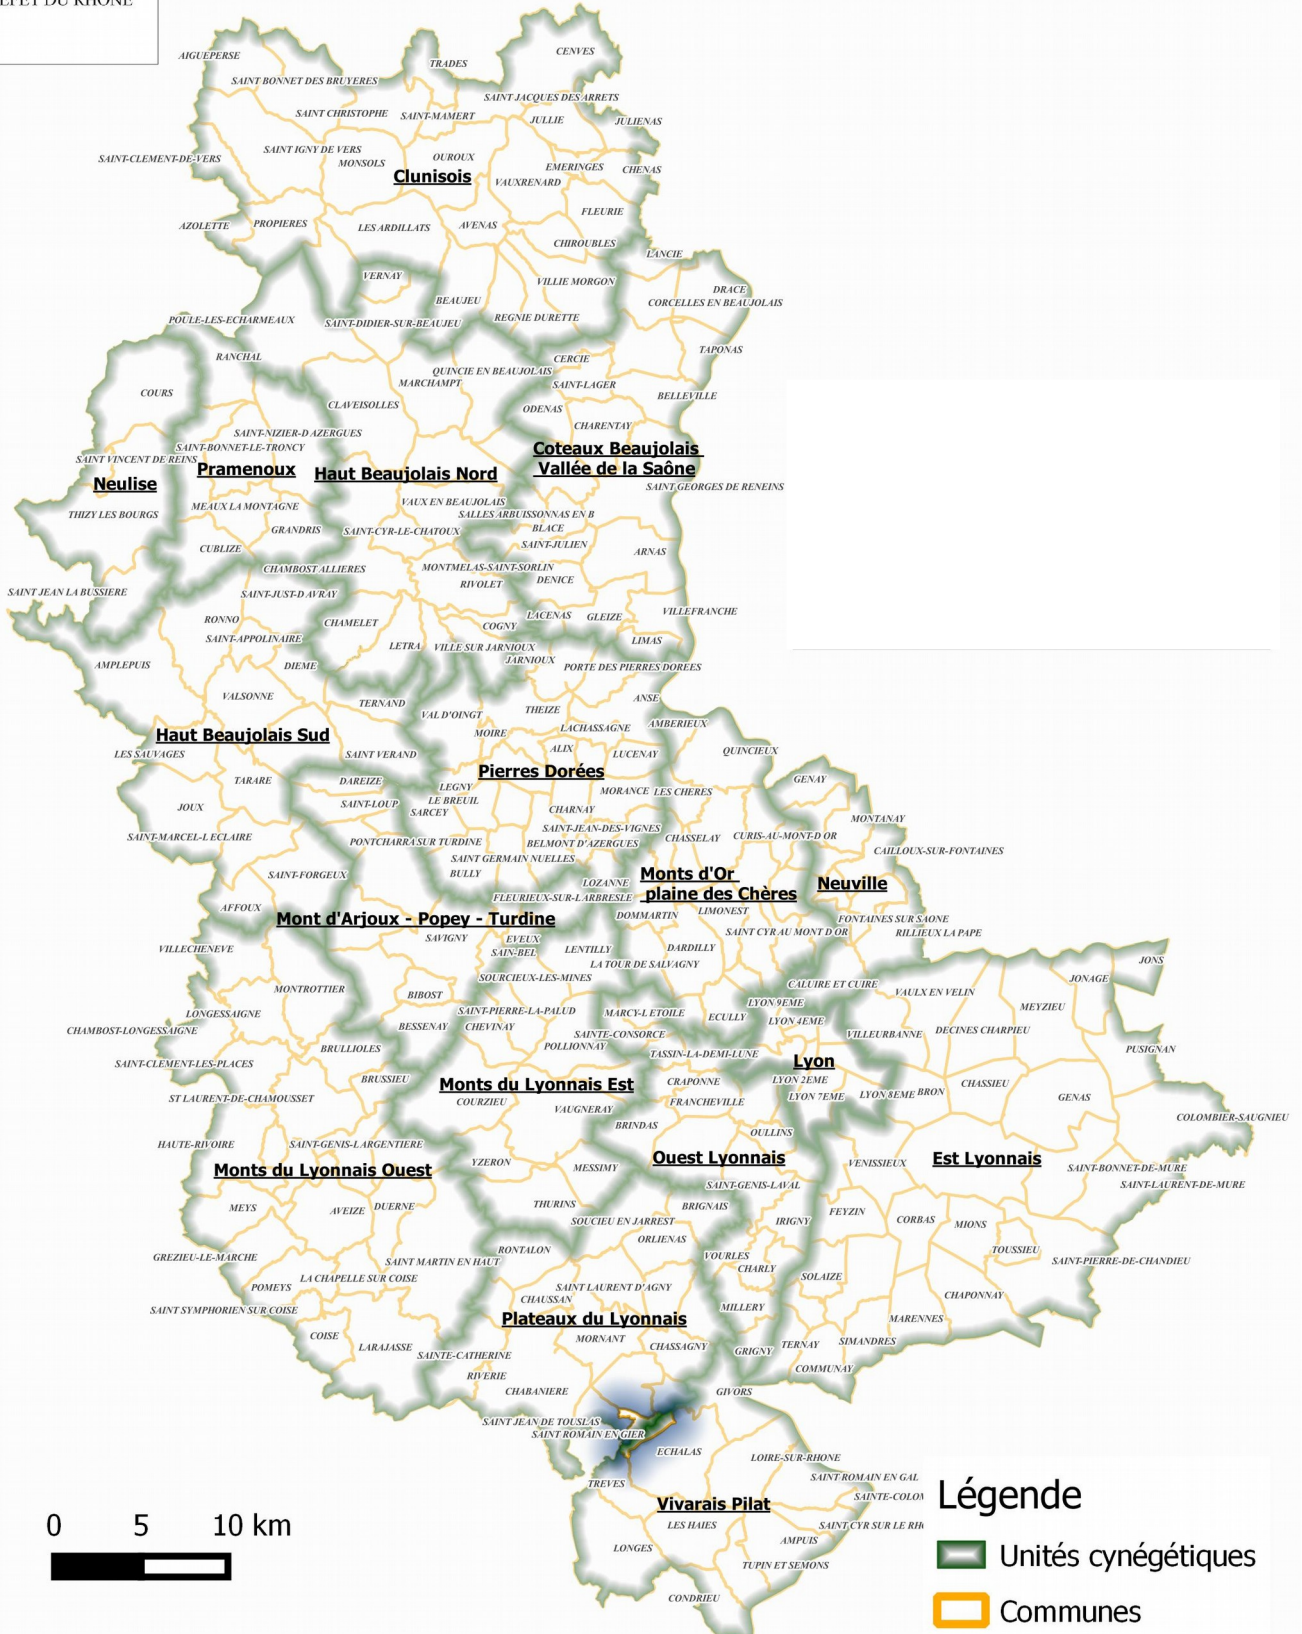 AIGUEPERSE
CENVES
TRADES
SAINT BONNET DES BRUYERES
SAINT JACQUES DES ARRETS
SAINT CHRISTOPHE
SAINT-MAMERT
JULLIE
JULIENAS
SAINT IGNY DE VERS
SAINT-CLEMENT-DE-VERS
MONSOLS
OUROUX
EMERINGES
CHENAS
Clunisois
VAUXRENARD
FLEURIE
AZOLETTE
PROPIERES
LES ARDILLATS
AVENAS
CHIROUBLES
LANCIE
VERNAY
VILLIE MORGON
DRACE
BEAUJEU
CORCELLES EN BEAUJOLAIS
POULE-LES-ECHARMEAUX
SAINT-DIDIER-SUR-BEAUJEU
REGNIE DURETTE
RANCHAL
CERCIE
TAPONAS
QUINCIE EN BEAUJOLAIS
MARCHAMPT
SAINT-LAGER
COURS
BELLEVILLE
CLAVEISOLLES
ODENAS
CHARENTAY
SAINT-NIZIER-D AZERGUES
SAINT-BONNET-LE-TRONCY
Coteaux Beaujolais
Vallée de la Saône
SAINT VINCENT DE REINS
Pramenoux
Haut Beaujolais Nord
Neulise
SAINT GEORGES DE RENEINS
THIZY LES BOURGS
MEAUX LA MONTAGNE
VAUX EN BEAUJOLAIS
SALLES ARBUISSONNAS EN B
GRANDRIS
SAINT-CYR-LE-CHATOUX
BLACE
CUBLIZE
SAINT-JULIEN
ARNAS
CHAMBOST ALLIERES
MONTMELAS-SAINT-SORLIN
SAINT JEAN LA BUSSIERE
SAINT-JUST-D AVRAY
RIVOLET
DENICE
RONNO
CHAMELET
COGNY
LACENAS
GLEIZE
VILLEFRANCHE
SAINT-APPOLINAIRE
LETRA
VILLE SUR JARNIOUX
LIMAS
AMPLEPUIS
DIEME
JARNIOUX
PORTE DES PIERRES DOREES
VALSONNE
TERNAND
VAL D'OINGT
THEIZE
ANSE
Haut Beaujolais Sud
MOIRE
LACHASSAGNE
AMBERIEUX
LES SAUVAGES
SAINT VERAND
ALIX
LUCENAY
QUINCIEUX
TARARE
DAREIZE
Pierres Dorées
GENAY
LEGNY
MORANCE
LES CHERES
JOUX
SAINT-LOUP
LE BREUIL
SARCEY
CHARNAY
MONTANAY
SAINT-MARCEL-L ECLAIRE
PONTCHARRA SUR TURDINE
SAINT-JEAN-DES-VIGNES
BELMONT D'AZERGUES
CHASSELAY
CURIS-AU-MONT-D OR
CAILLOUX-SUR-FONTAINES
SAINT-FORGEUX
SAINT GERMAIN NUELLES
BULLY
LOZANNE
Monts d'Or
plaine des Chères
Neuville
AFFOUX
FLEURIEUX-SUR-LARBRESLE
Mont d'Arjoux - Popey - Turdine
DOMMARTIN
LIMONEST
FONTAINES SUR SAONE
SAINT CYR AU MONT D OR
RILLIEUX LA PAPE
VILLECHENEVE
SAVIGNY
EVEUX
SAIN-BEL
LENTILLY
DARDILLY
LA TOUR DE SALVAGNY
JONS
MONTROTTIER
SOURCIEUX-LES-MINES
CALUIRE ET CUIRE
VAULX EN VELIN
JONAGE
BIBOST
LYON 9EME
MEYZIEU
LONGESSAIGNE
SAINT-PIERRE-LA-PALUD
MARCY-L ETOILE
ECULLY
LYON 4EME
CHAMBOST-LONGESSAIGNE
BESSENAY
CHEVINAY
SAINTE-CONSORCE
VILLEURBANNE
DECINES CHARPIEU
BRULLIOLES
POLLIONNAY
TASSIN-LA-DEMI-LUNE
PUSIGNAN
SAINT-CLEMENT-LES-PLACES
Lyon
BRUSSIEU
Monts du Lyonnais Est
CRAPONNE
LYON 2EME
CHASSIEU
ST LAURENT-DE-CHAMOUSSET
COURZIEU
FRANCHEVILLE
LYON 7EME
LYON 8EME
BRON
GENAS
VAUGNERAY
BRINDAS
COLOMBIER-SAUGNIEU
HAUTE-RIVOIRE
SAINT-GENIS-LARGENTIERE
OULLINS
Monts du Lyonnais Ouest
YZERON
MESSIMY
Ouest Lyonnais
VENISSIEUX
Est Lyonnais
SAINT-BONNET-DE-MURE
SAINT-LAURENT-DE-MURE
SAINT-GENIS-LAVAL
MEYS
AVEIZE
DUERNE
THURINS
BRIGNAIS
FEYZIN
SOUCIEU EN JARREST
IRIGNY
CORBAS
MIONS
ORLIENAS
GREZIEU-LE-MARCHE
RONTALON
VOURLES
TOUSSIEU
SAINT MARTIN EN HAUT
CHARLY
SAINT-PIERRE-DE-CHANDIEU
LA CHAPELLE SUR COISE
SOLAIZE
POMEYS
SAINT LAURENT D'AGNY
CHAUSSAN
CHAPONNAY
SAINT SYMPHORIEN SUR COISE
MILLERY
Plateaux du Lyonnais
MARENNES
COISE
MORNANT
CHASSAGNY
SIMANDRES
LARAJASSE
SAINTE-CATHERINE
GRIGNY
TERNAY
COMMUNAY
RIVERIE
CHABANIERE
GIVORS
SAINT JEAN DE TOUSLAS
SAINT ROMAIN EN GIER
ECHALAS
LOIRE-SUR-RHONE
TREVES
SAINT ROMAIN EN GAL
Légende
Vivarais Pilat
0 5 10 km
LES HAIES
AMPUIS
LONGES
Unités cynégétiques
TUPIN ET SEMONS
CONDRIEU
Communes